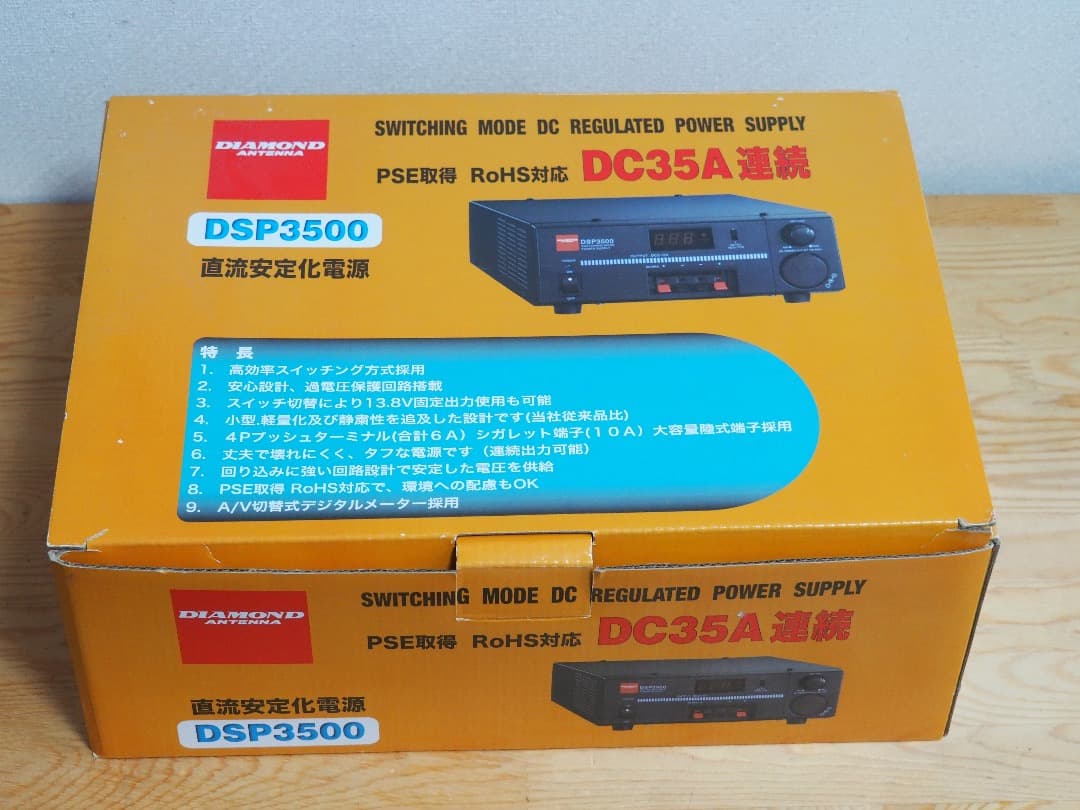 SWITCHING MODE DC REGULATED POWER SUPPLY
DIAMOND
ANTENNA
PSE取得 RoHS対応 DC35A 連続
DSP3500
直流安定化電源
DSP3500
特 長
1. 高効率スイッチング方式採用
2. 安心設計、過電圧保護回路搭載
3. スイッチ切替により13.8V固定出力使用も可能
4. 小型.軽量化及び静粛性を追及した設計です(当社従来品比)
5. 4Pプッシュターミナル(合計6A) シガレット端子(10A) 大容量陸式端子採用
6. 丈夫で壊れにくく、タフな電源です（連続出力可能）
7. 回り込みに強い回路設計で安定した電圧を供給
8. PSE取得 RoHS対応で、環境への配慮もOK
9. A/V切替式デジタルメーター採用
SWITCHING MODE DC REGULATED POWER SUPPLY
DIAMOND
ANTENNA
PSE取得 RoHS対応 DC35A 連続
直流安定化電源
DSP3500
DSP3500